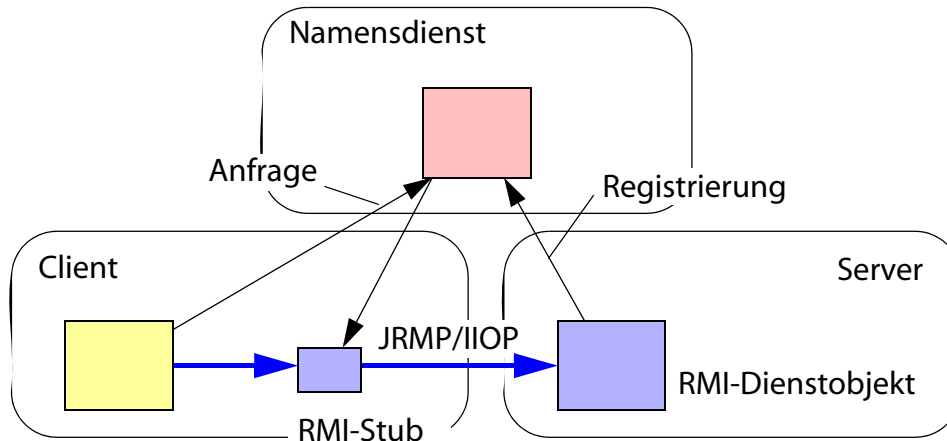 Namensdienst
Anfrage
Registrierung
Client
Server
JRMP/IIOP
RMI-Dienstobjekt
RMI-Stub